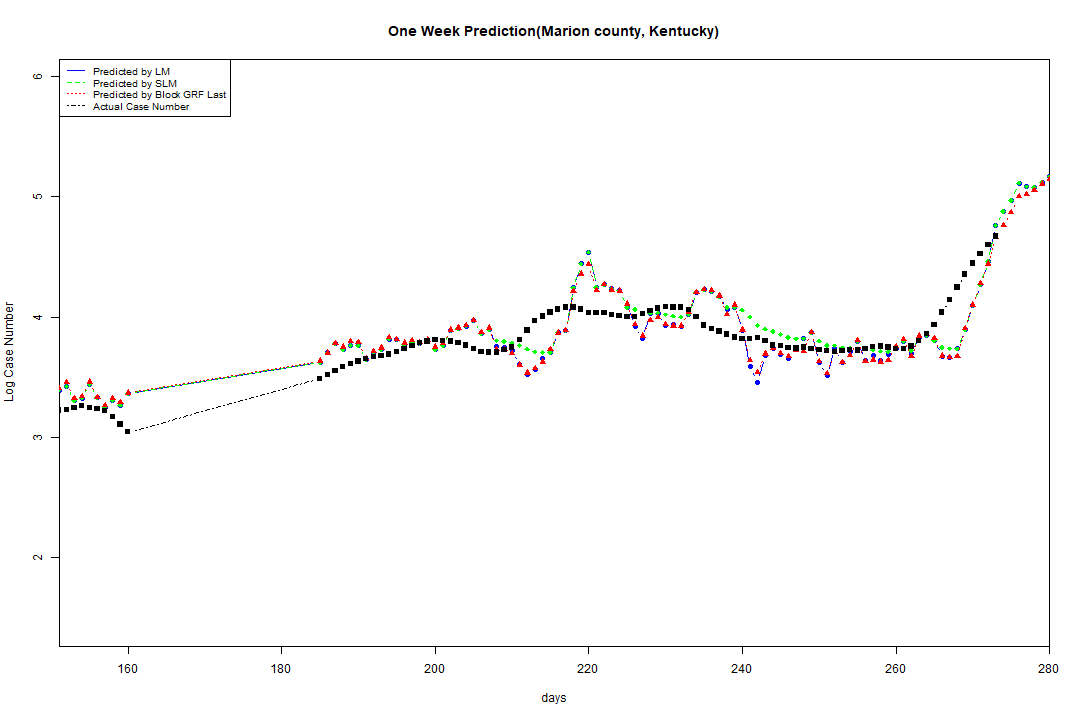 One Week Prediction(Marion county, Kentucky)
Predicted by LM
Predicted by SLM
Predicted by Block GRF Last
Actual Case Number
6
5
4
3
2
Log Case Number
160 180 200 220 240 260 280
days